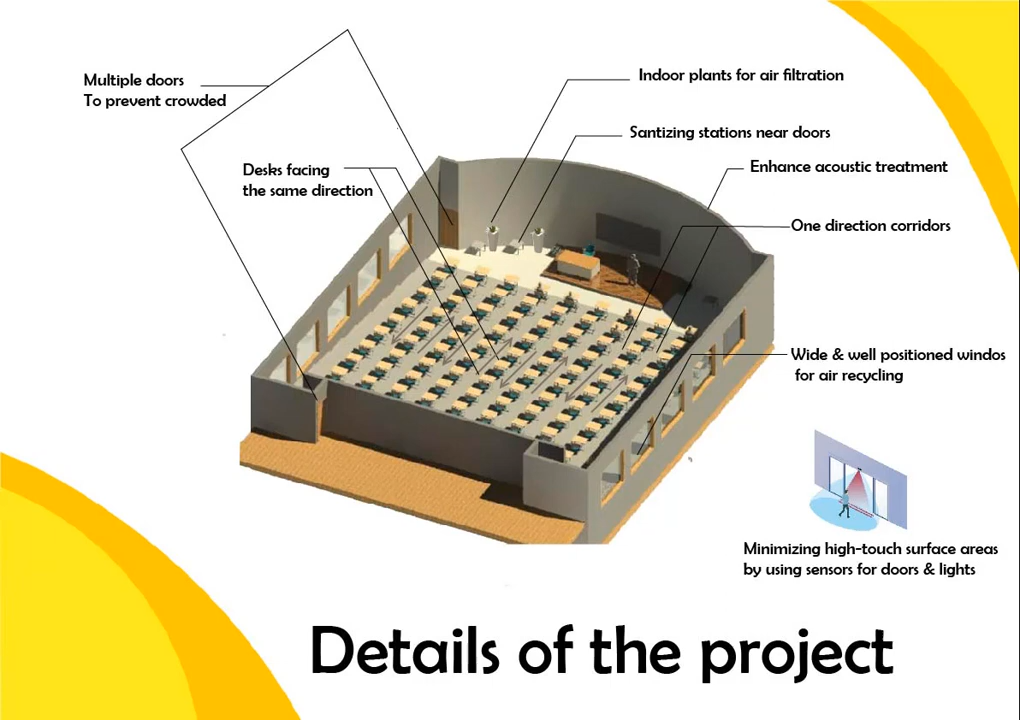 Multiple doors
To prevent crowded
Indoor plants for air filtration
Santizing stations near doors
Desks facing
the same direction
Enhance acoustic treatment
One direction corridors
Wide & well positioned windos
for air recycling
Minimizing high-touch surface areas
by using sensors for doors & lights
Details of the project